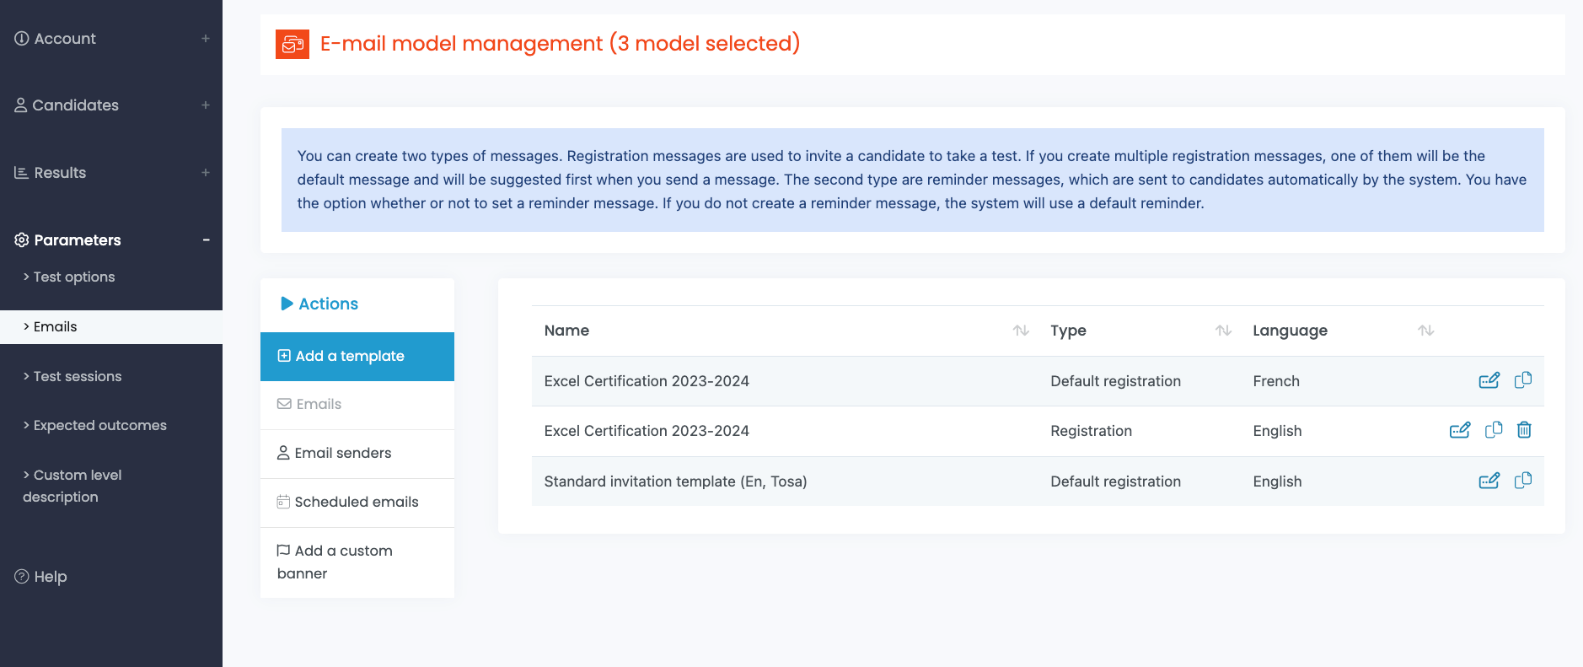 Account
Candidates
Results
Parameters
> Test options
> Emails
> Test sessions
> Expected outcomes
> Custom level
description
Help
E-mail model management (3 model selected)
You can create two types of messages. Registration messages are used to invite a candidate to take a test. If you create multiple registration messages, one of them will be the
default message and will be suggested first when you send a message. The second type are reminder messages, which are sent to candidates automatically by the system. You have
the option whether or not to set a reminder message. If you do not create a reminder message, the system will use a default reminder.
Actions
Add a template
Emails
Email senders
Scheduled emails
Add a custom
banner
Name Type Language
Excel Certification 2023-2024 Default registration French
Excel Certification 2023-2024 Registration English
Standard invitation template (En, Tosa) Default registration English